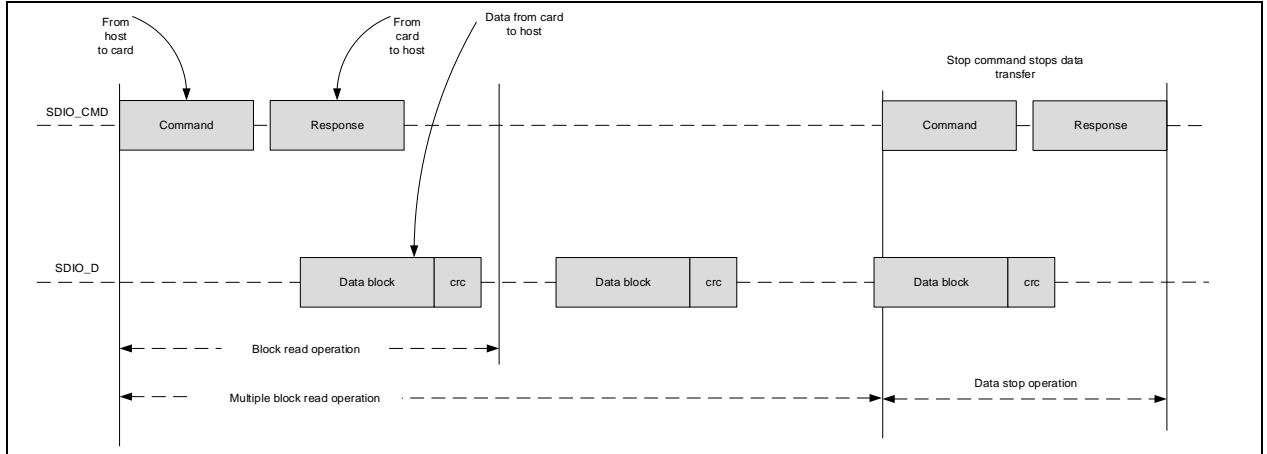 From
host
to card
From
card
to host
Data from card
to host
Stop command stops data
transfer
SDIO_CMD
Command
Response
Command
Response
SDIO_D
Data block
crc
Data block
crc
Data block
crc
Block read operation
Data stop operation
Multiple block read operation